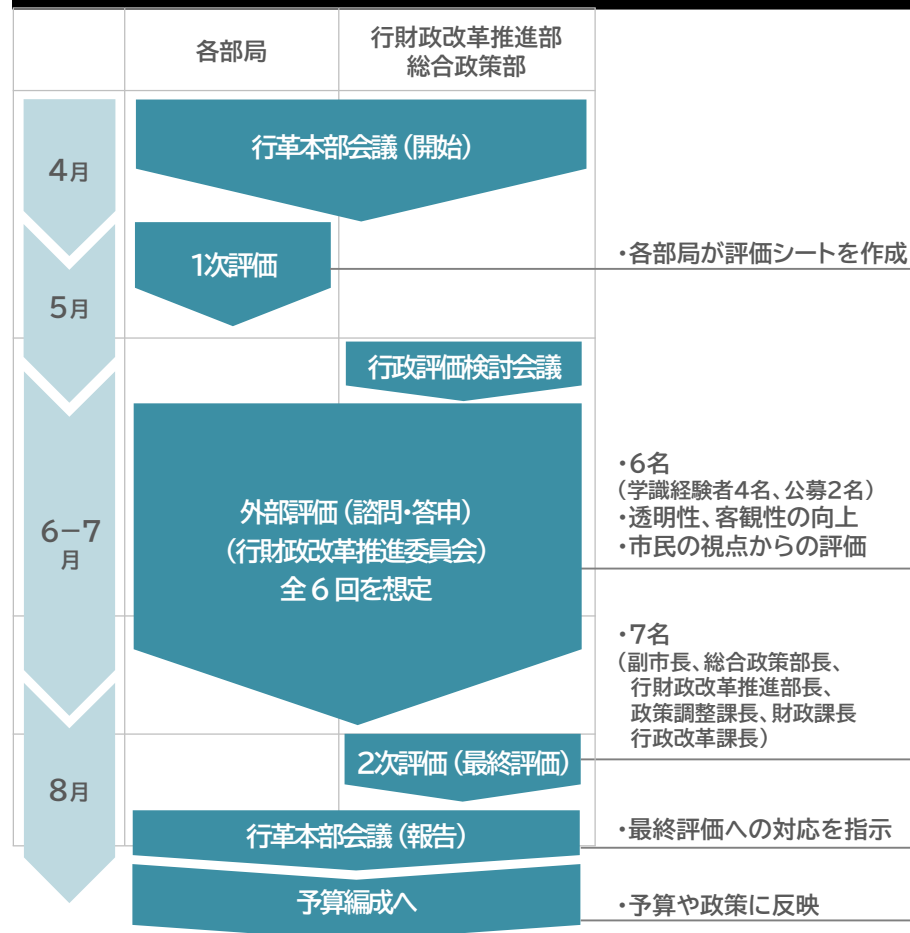 各部局
行財政改革推進部
総合政策部
4月
行革本部会議（開始）
1次評価
・各部局が評価シートを作成
5月
行政評価検討会議
6－7
月
外部評価（諮問・答申）
（行財政改革推進委員会）
全6回を想定
・6名
（学識経験者4名、公募2名）
・透明性、客観性の向上
・市民の視点からの評価
・7名
（副市長、総合政策部長、
行財政改革推進部長、
政策調整課長、財政課長
行政改革課長）
8月
2次評価（最終評価）
行革本部会議（報告）
・最終評価への対応を指示
予算編成へ
・予算や政策に反映